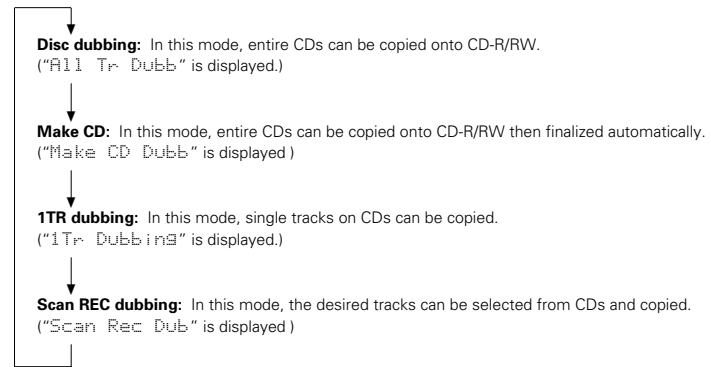 Disc dubbing: In this mode, entire CDs can be copied onto CD-R/RW.
("All Tr Dubb" is displayed.)
Make CD: In this mode, entire CDs can be copied onto CD-R/RW then finalized automatically.
("Make CD Dubb" is displayed )
1TR dubbing: In this mode, single tracks on CDs can be copied.
("1Tr Dubbing" is displayed.)
Scan REC dubbing: In this mode, the desired tracks can be selected from CDs and copied.
("Scan Rec Dub" is displayed )